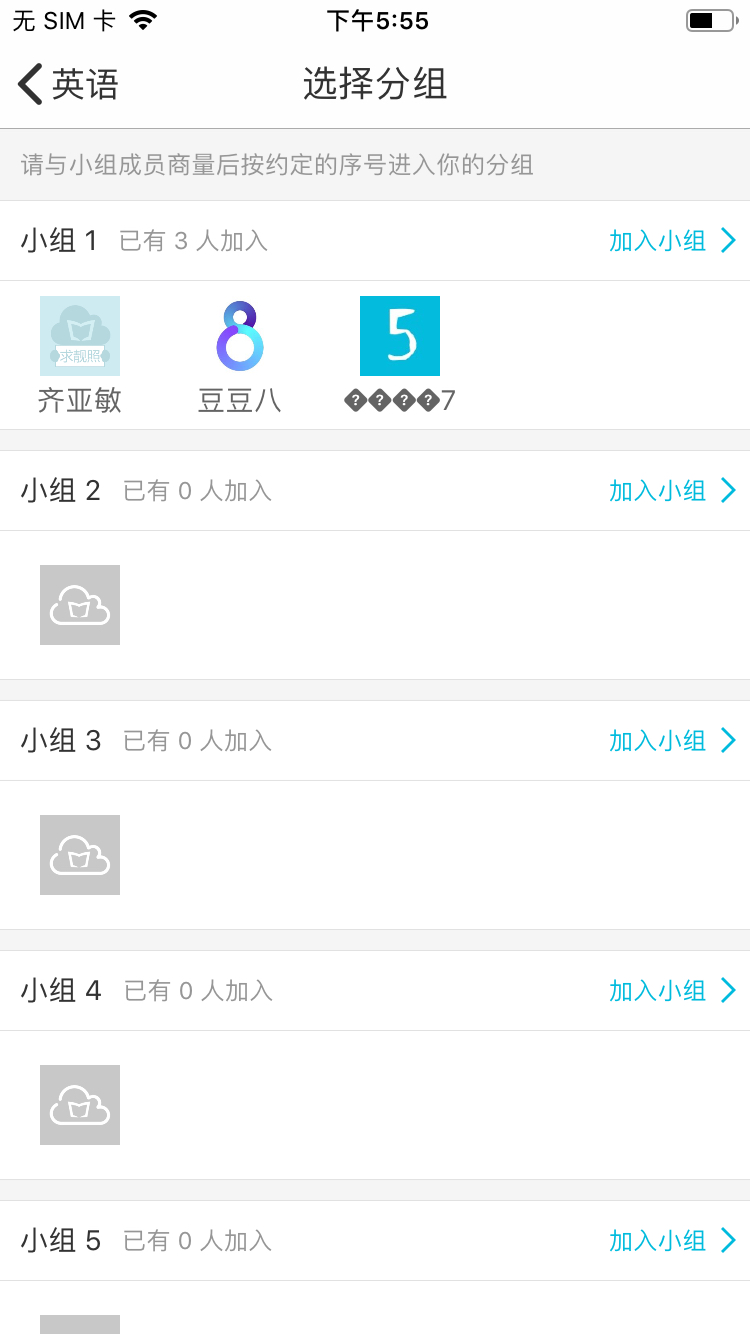 无 SIM 卡 下午5:55
英语 选择分组
请与小组成员商量后按约定的序号进入你的分组
小组 1 已有 3 人加入 加入小组
求靓照 5
齐亚敏 豆豆八 ����7
小组 2 已有 0 人加入 加入小组
小组 3 已有 0 人加入 加入小组
小组 4 已有 0 人加入 加入小组
小组 5 已有 0 人加入 加入小组